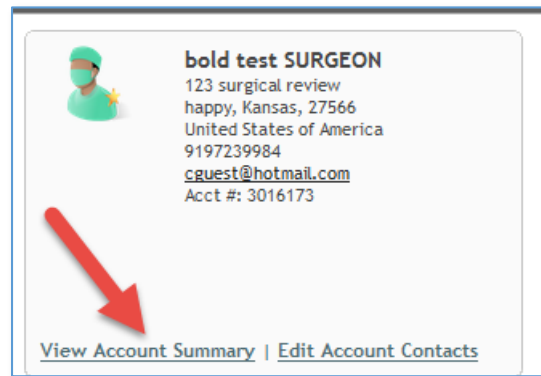 bold test SURGEON
123 surgical review
happy, Kansas, 27566
United States of America
9197239984
cguest@hotmail.com
Acct #: 3016173
View Account Summary | Edit Account Contacts